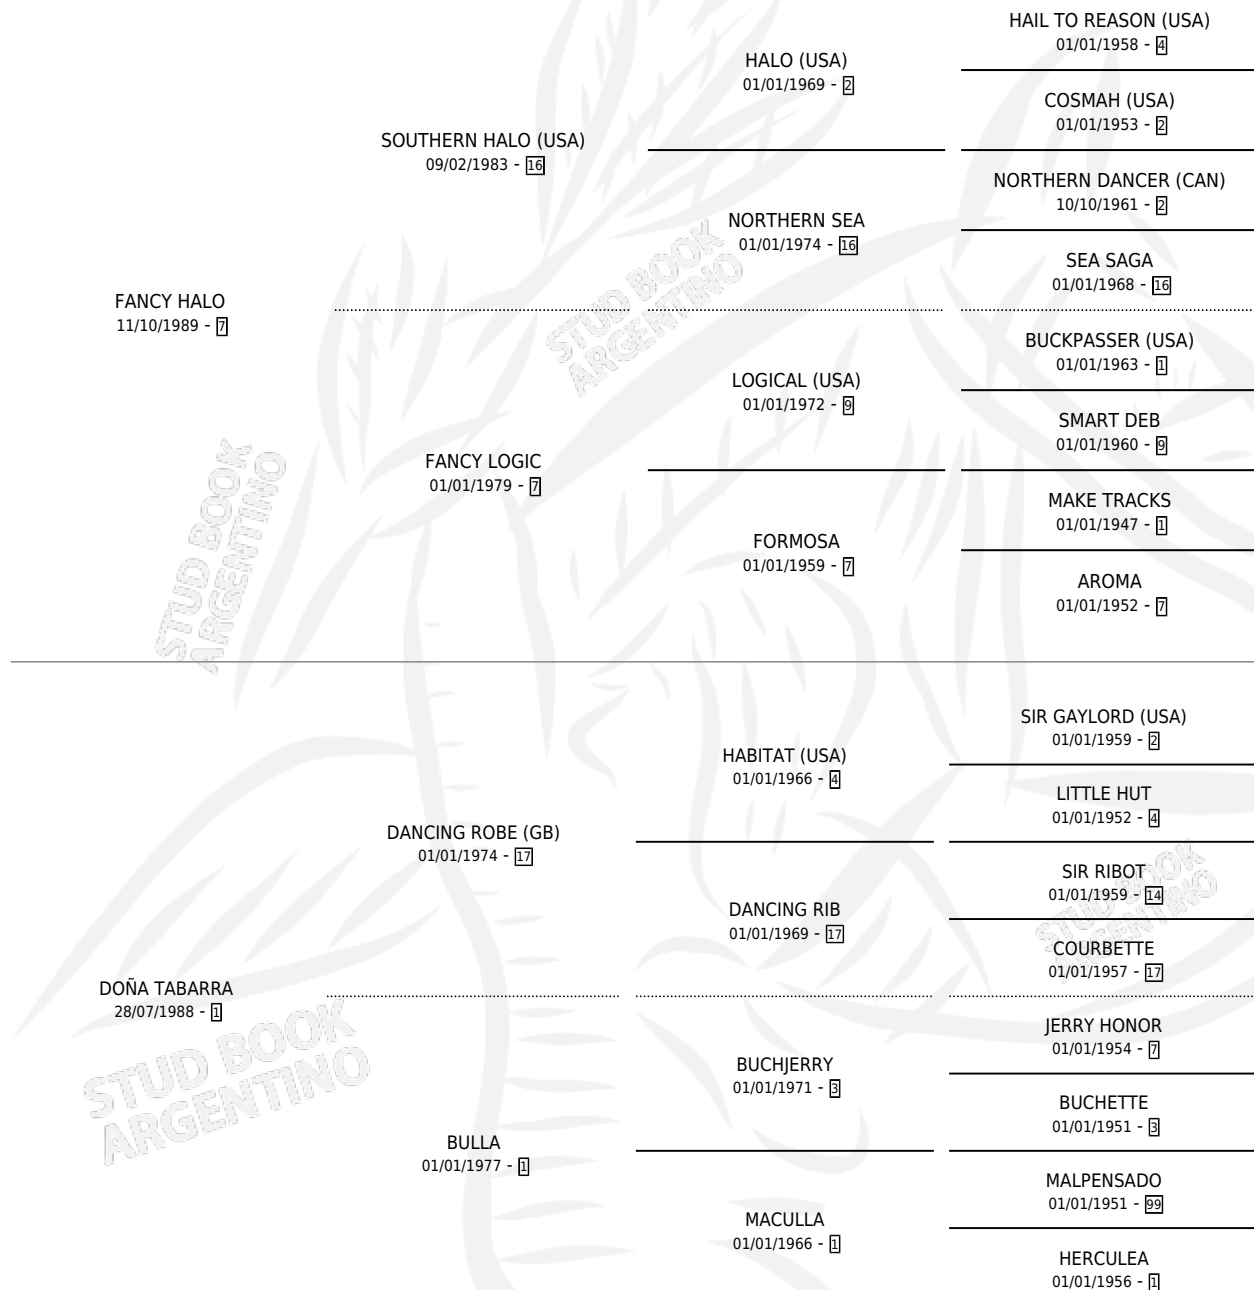 HAIL TO REASON (USA)
01/01/1958 - 4
HALO (USA)
01/01/1969 - 2
COSMAH (USA)
01/01/1953 - 2
SOUTHERN HALO (USA)
09/02/1983 - 16
NORTHERN DANCER (CAN)
10/10/1961 - 2
NORTHERN SEA
01/01/1974 - 16
SEA SAGA
01/01/1968 - 16
FANCY HALO
11/10/1989 - 7
STUD BOOK
ARGENTINO
BUCKPASSER (USA)
01/01/1963 - 1
LOGICAL (USA)
01/01/1972 - 9
SMART DEB
01/01/1960 - 9
FANCY LOGIC
01/01/1979 - 7
MAKE TRACKS
01/01/1947 - 1
FORMOSA
01/01/1959 - 7
AROMA
01/01/1952 - 7
STUD BOOK
ARGENTINO
SIR GAYLORD (USA)
01/01/1959 - 2
HABITAT (USA)
01/01/1966 - 4
LITTLE HUT
01/01/1952 - 4
DANCING ROBE (GB)
01/01/1974 - 17
SIR RIBOT
01/01/1959 - 14
DANCING RIB
01/01/1969 - 17
COURBETTE
01/01/1957 - 17
STUD BOOK
ARGENTINO
DOÑA TABARRA
28/07/1988 - 1
STUD BOOK
ARGENTINO
JERRY HONOR
01/01/1954 - 7
BUCHJERRY
01/01/1971 - 3
BUCHETTE
01/01/1951 - 3
BULLA
01/01/1977 - 1
MALPENSADO
01/01/1951 - 99
MACULLA
01/01/1966 - 1
HERCULEA
01/01/1956 - 1